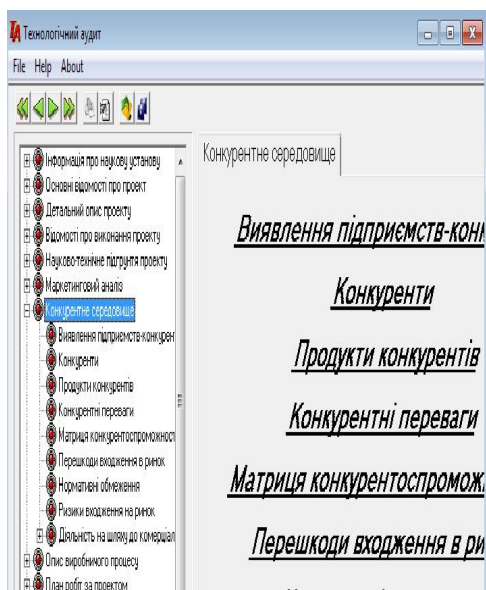 TA Технологічний аудит
File Help About
Інформація про наукову установу
Основні відомості про проект
Детальний опис проекту
Відомості про виконання проекту
Науково-технічне підґрунтя проекту
Маркетинговий аналіз
Конкурентне середовище
Виявлення підприємств-конкурен
Конкуренти
Продукти конкурентів
Конкурентні переваги
Матриця конкурентоспроможност
Перешкоди входження в ринок
Нормативні обмеження
Ризики входження на ринок
Діяльність на шляху до комерціал
Опис виробничого процесу
План робіт за проектом
Конкурентне середовище
Виявлення підприємств-конк
Конкуренти
Продукти конкурентів
Конкурентні переваги
Матриця конкурентоспромож
Перешкоди входження в ри